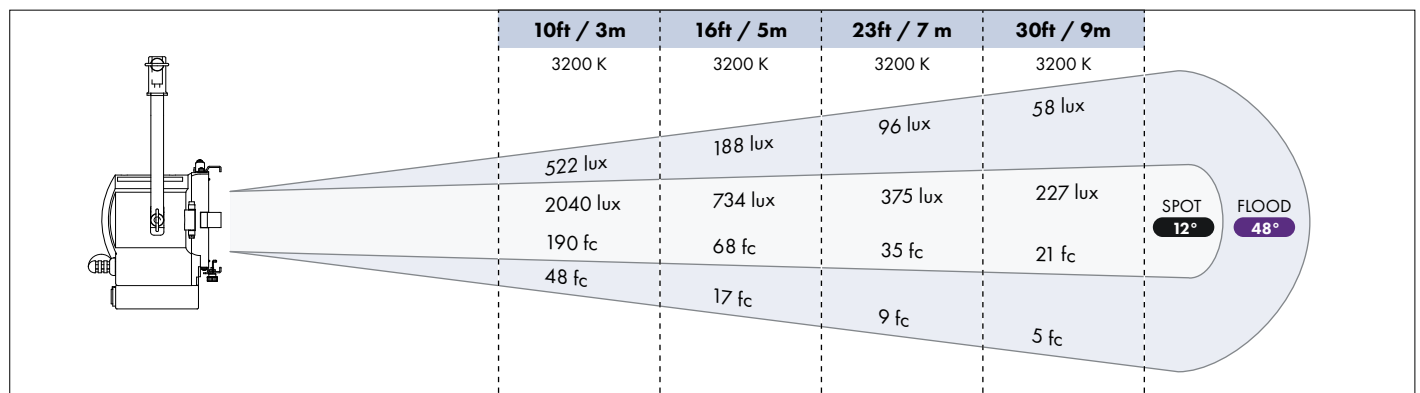 10ft / 3m 16ft / 5m 23ft / 7 m 30ft / 9m
3200 K 3200 K 3200 K 3200 K
522 lux 188 lux 96 lux 58 lux
2040 lux 734 lux 375 lux 227 lux
SPOT FLOOD
12° 48°
190 fc 68 fc 35 fc 21 fc
48 fc 17 fc 9 fc 5 fc